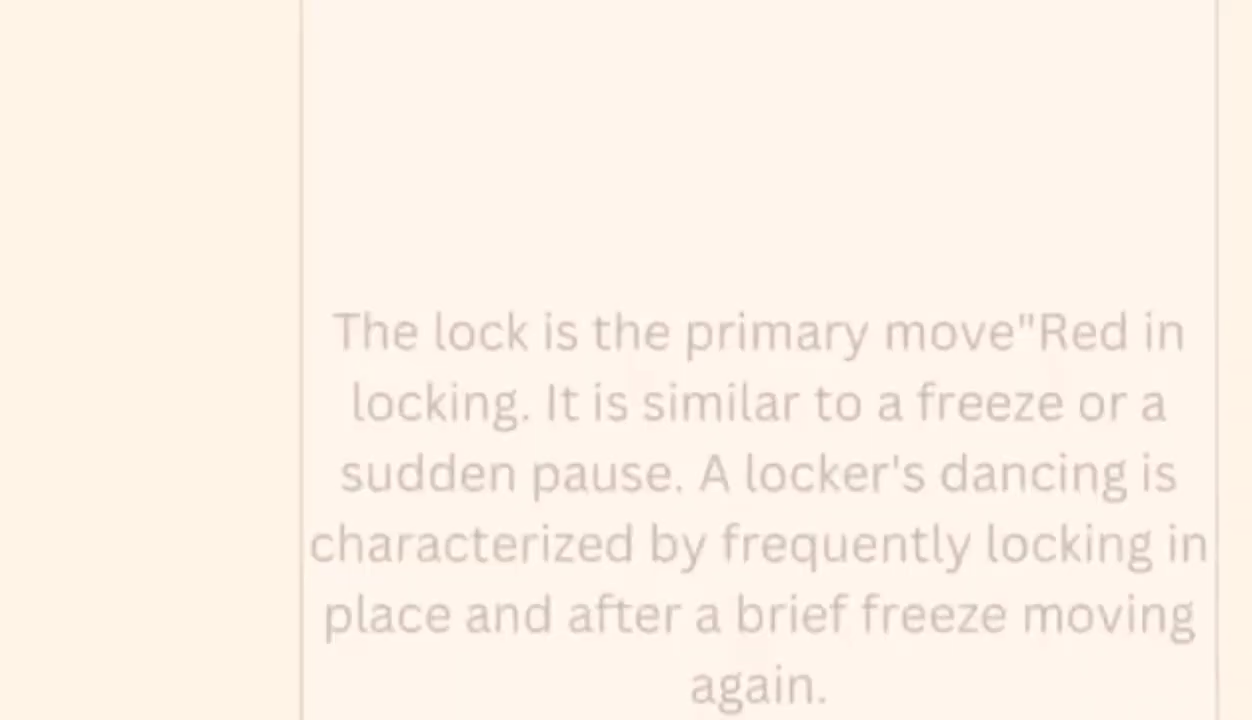 The lock is the primary move"Red in
locking. It is similar to a freeze or a
sudden pause. A locker's dancing is
characterized by frequently locking in
place and after a brief freeze moving
again.